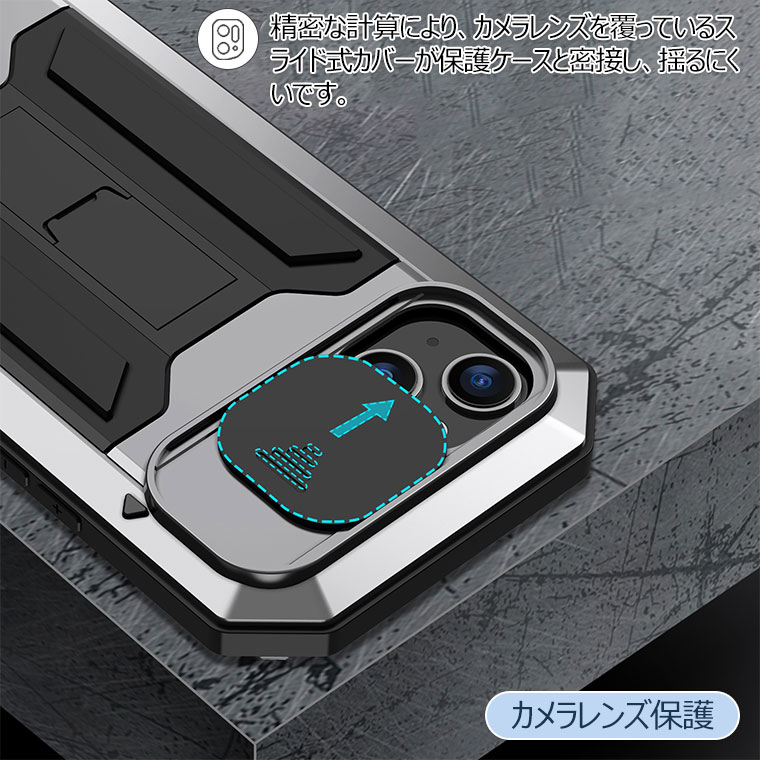 精密な計算により、カメラレンズを覆っているス
ライド式カバーが保護ケースと密接し、揺るにく
いです。
カメラレンズ保護